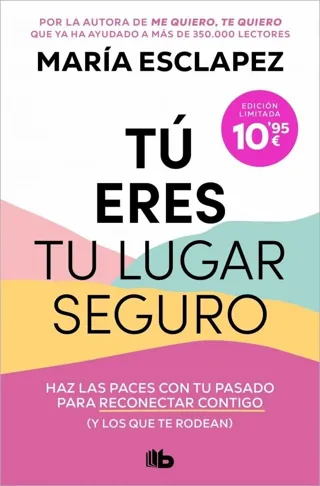 POR LA AUTORA DE ME QUIERO, TE QUIERO
QUE YA HA AYUDADO A MÁS DE 350.000 LECTORES
MARÍA ESCLAPEZ
EDICIÓN
LIMITADA
10'95
€
TÚ
ERES
TU LUGAR
SEGURO
HAZ LAS PACES CON TU PASADO
PARA RECONECTAR CONTIGO
(Y LOS QUE TE RODEAN)
b